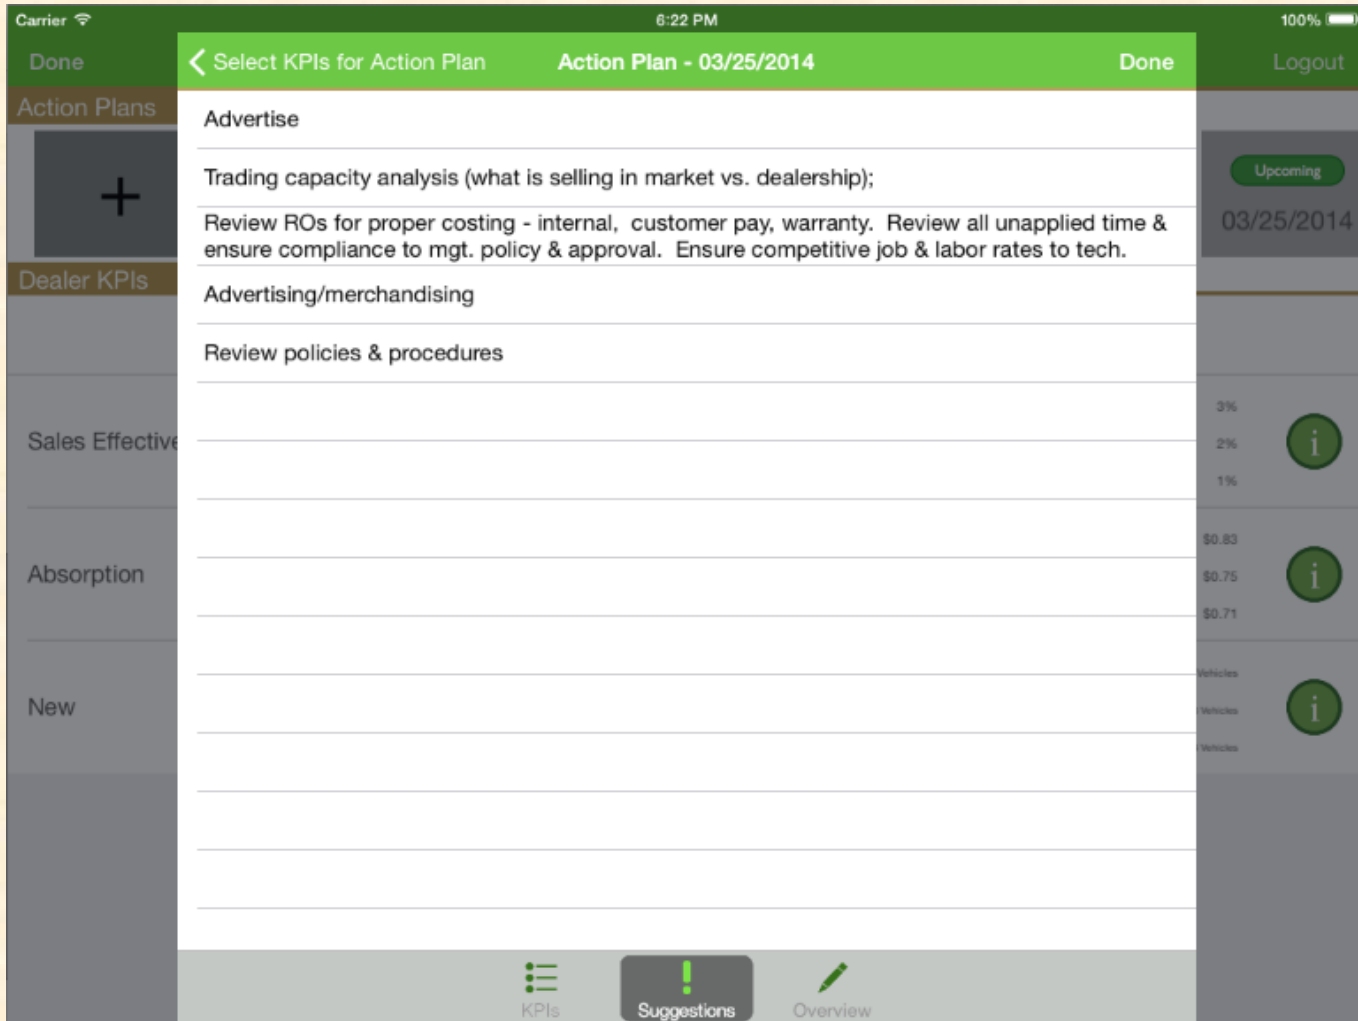 Carrier 6:22 PM 100%
Done
Select KPIs for Action Plan Action Plan - 03/25/2014 Done
Logout
Action Plans
+
Upcoming
03/25/2014
Dealer KPIs
Advertise
Trading capacity analysis (what is selling in market vs. dealership);
Review ROs for proper costing - internal, customer pay, warranty. Review all unapplied time &
ensure compliance to mgt. policy & approval. Ensure competitive job & labor rates to tech.
Advertising/merchandising
Review policies & procedures
Sales Effective
3%
2%
1%
i
Absorption
$0.83
$0.75
$0.71
i
New
Vehicles
Vehicles
Vehicles
i
KPIs
! Suggestions
Overview